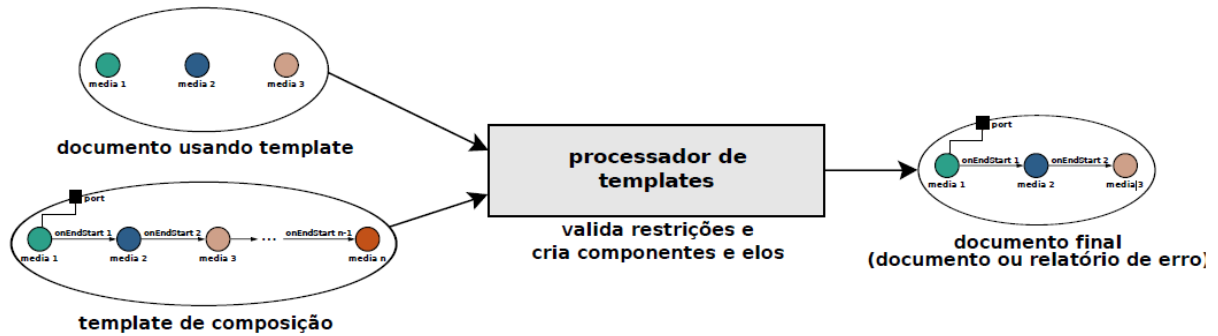 media 1 media 2 media 3
documento usando template
port
onEndStart 1 onEndStart 2 ... onEndStart n-1
media 1 media 2 media 3 media n
template de composição
processador de
templates
valida restrições e
cria componentes e elos
port
onEndStart 1 onEndStart 2
media 1 media 2 media|3
documento final
(documento ou relatório de erro)